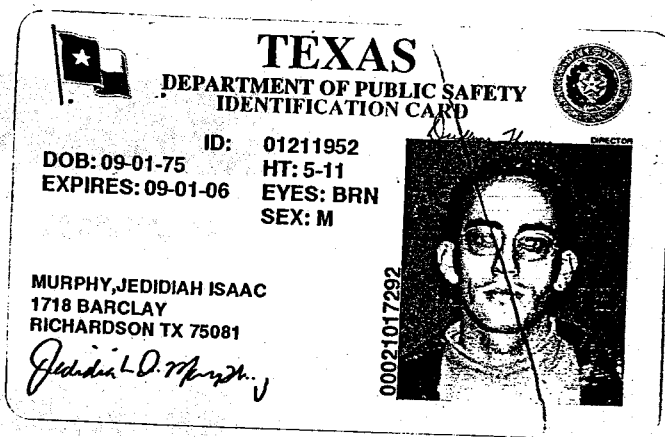 TEXAS
DEPARTMENT OF PUBLIC SAFETY
IDENTIFICATION CARD
DIRECTOR
ID: 01211952
DOB: 09-01-75 HT: 5-11
EXPIRES: 09-01-06 EYES: BRN
SEX: M
MURPHY,JEDIDIAH ISAAC
1718 BARCLAY
RICHARDSON TX 75081
00021017292